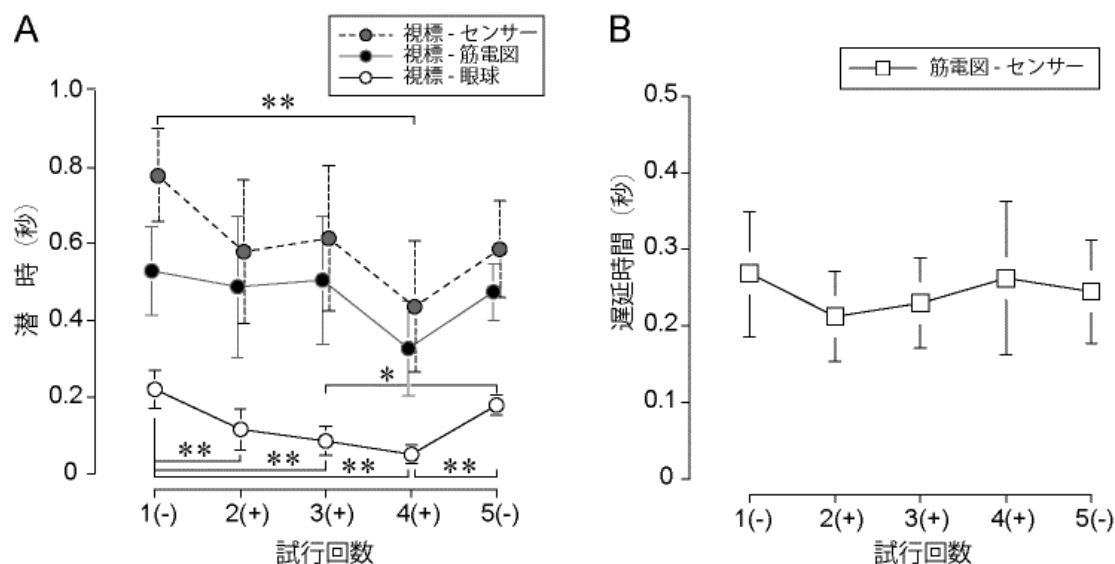 A
視標 - センサー
視標 - 筋電図
視標 - 眼球
潜 時 (秒)
1.0
0.8
0.6
0.4
0.2
0
**
*
**
**
**
**
1(-) 2(+) 3(+) 4(+) 5(-)
試行回数
B
筋電図 - センサー
遅延時間 (秒)
0.5
0.4
0.3
0.2
0.1
0
1(-) 2(+) 3(+) 4(+) 5(-)
試行回数